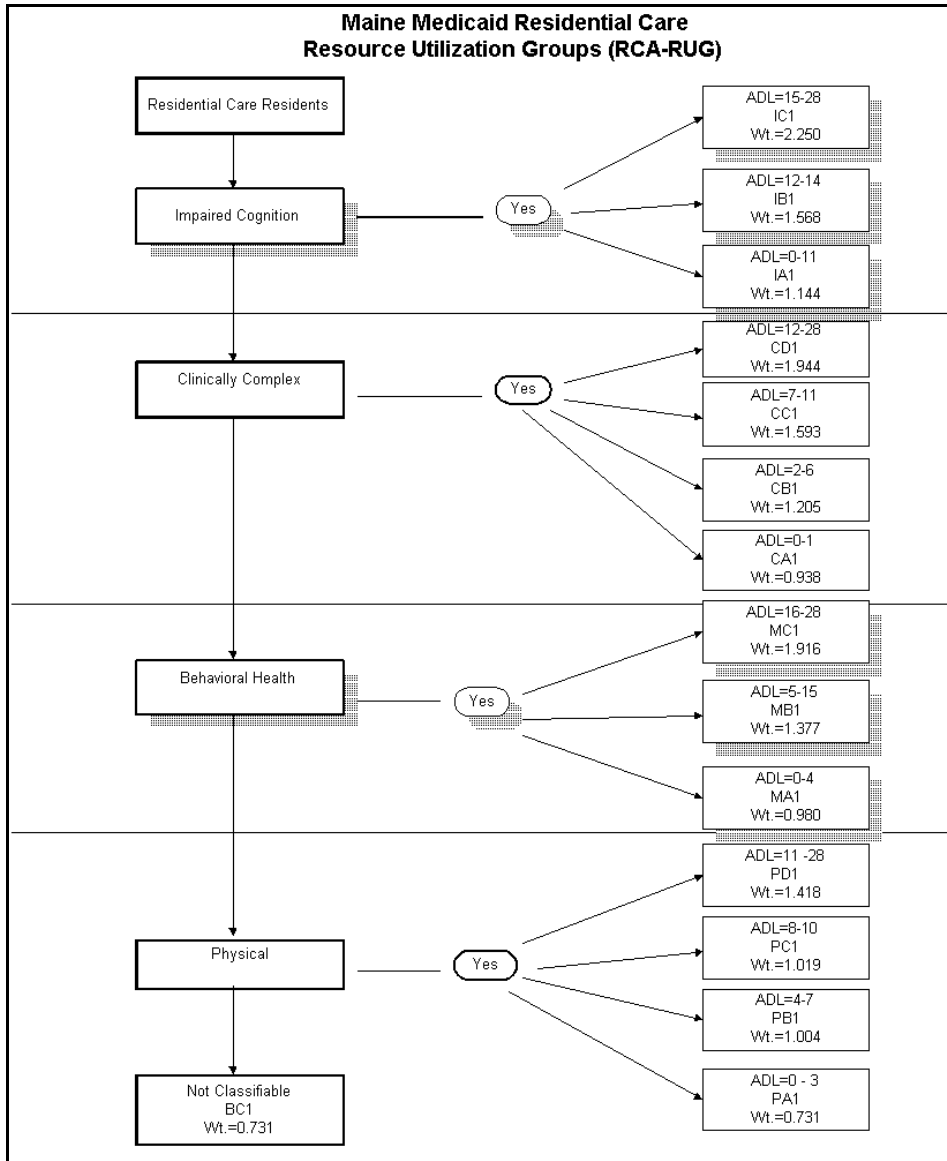 Maine Medicaid Residential Care
Resource Utilization Groups (RCA-RUG)
Residential Care Residents
Impaired Cognition
Yes
ADL=15-28
IC1
Wt.=2.250
ADL=12-14
IB1
Wt.=1.568
ADL=0-11
IA1
Wt.=1.144
Clinically Complex
Yes
ADL=12-28
CD1
Wt.=1.944
ADL=7-11
CC1
Wt.=1.593
ADL=2-6
CB1
Wt.=1.205
ADL=0-1
CA1
Wt.=0.938
Behavioral Health
Yes
ADL=16-28
MC1
Wt.=1.916
ADL=5-15
MB1
Wt.=1.377
ADL=0-4
MA1
Wt.=0.980
Physical
Yes
ADL=11 -28
PD1
Wt.=1.418
ADL=8-10
PC1
Wt.=1.019
ADL=4-7
PB1
Wt.=1.004
ADL=0 - 3
PA1
Wt.=0.731
Not Classifiable
BC1
Wt.=0.731